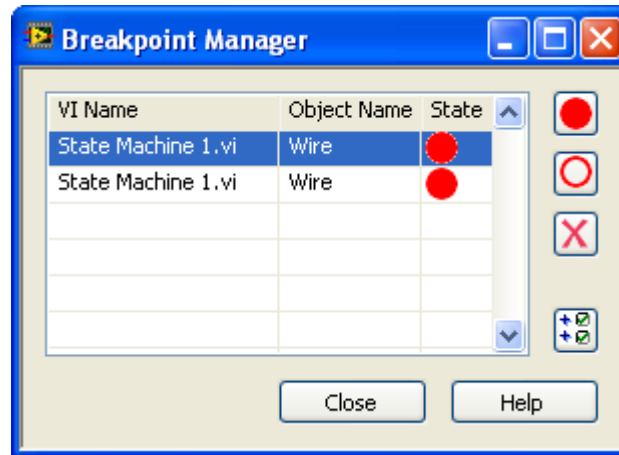 Breakpoint Manager
VI Name Object Name State
State Machine 1.vi Wire
State Machine 1.vi Wire
Close Help